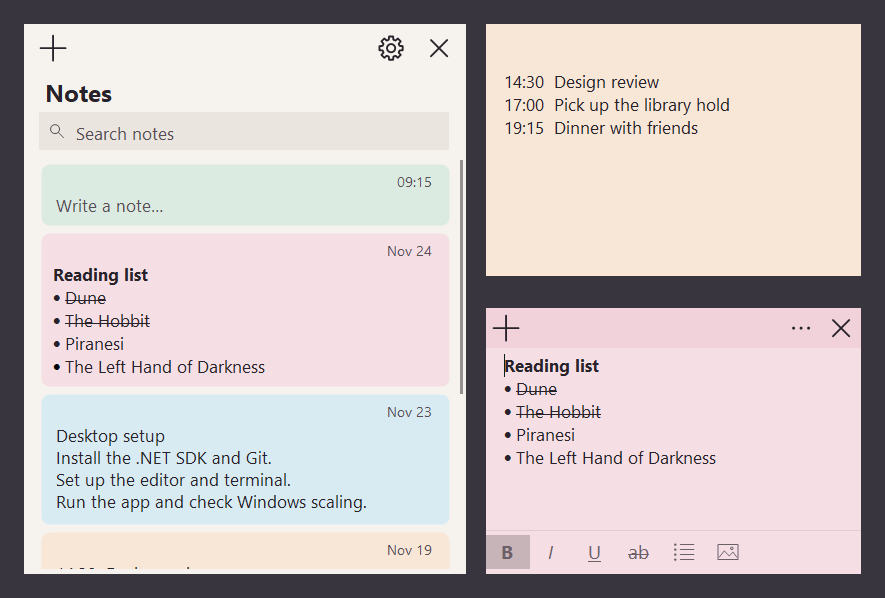 Notes
Search notes
09:15
Write a note...
Nov 24
Reading list
• Dune
• The Hobbit
• Piranesi
• The Left Hand of Darkness
Nov 23
Desktop setup
Install the .NET SDK and Git.
Set up the editor and terminal.
Run the app and check Windows scaling.
Nov 19
14:30 Design review
17:00 Pick up the library hold
19:15 Dinner with friends
Reading list
• Dune
• The Hobbit
• Piranesi
• The Left Hand of Darkness
B I U ab